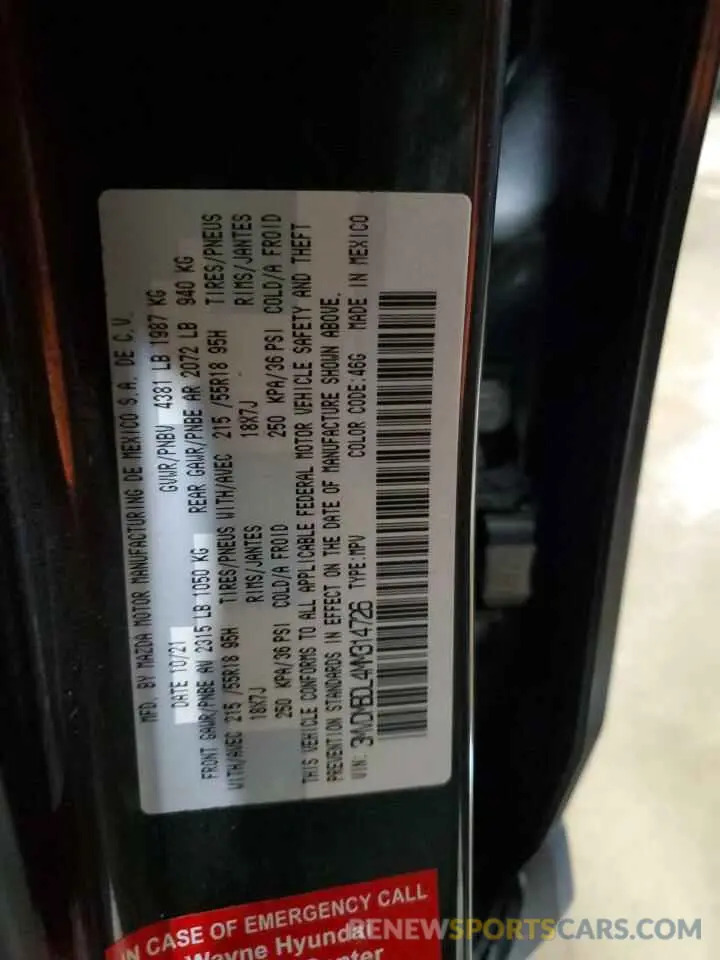 MFD. BY MAZDA MOTOR MANUFACTURING DE MEXICO S.A. DE C.V.
DATE 10/21 GVWR/PNBV 4381 LB 1987 KG
FRONT GAWR/PNBE AV 2315 LB 1050 KG REAR GAWR/PNBE AR 2072 LB 940 KG
WITH/AVEC 215 /55R18 95H TIRES/PNEUS WITH/AVEC 215 /55R18 95H TIRES/PNEUS
18X7J RIMS/JANTES 18X7J RIMS/JANTES
250 KPA/36 PSI COLD/A FROID 250 KPA/36 PSI COLD/A FROID
THIS VEHICLE CONFORMS TO ALL APPLICABLE FEDERAL MOTOR VEHICLE SAFETY AND THEFT
PREVENTION STANDARDS IN EFFECT ON THE DATE OF MANUFACTURE SHOWN ABOVE.
VIN: 3MVDMBDL4NM314726 TYPE:MPV COLOR CODE:46G MADE IN MEXICO
IN CASE OF EMERGENCY CALL
Wayne Hyundai
RENEWSPORTSCARS.COM